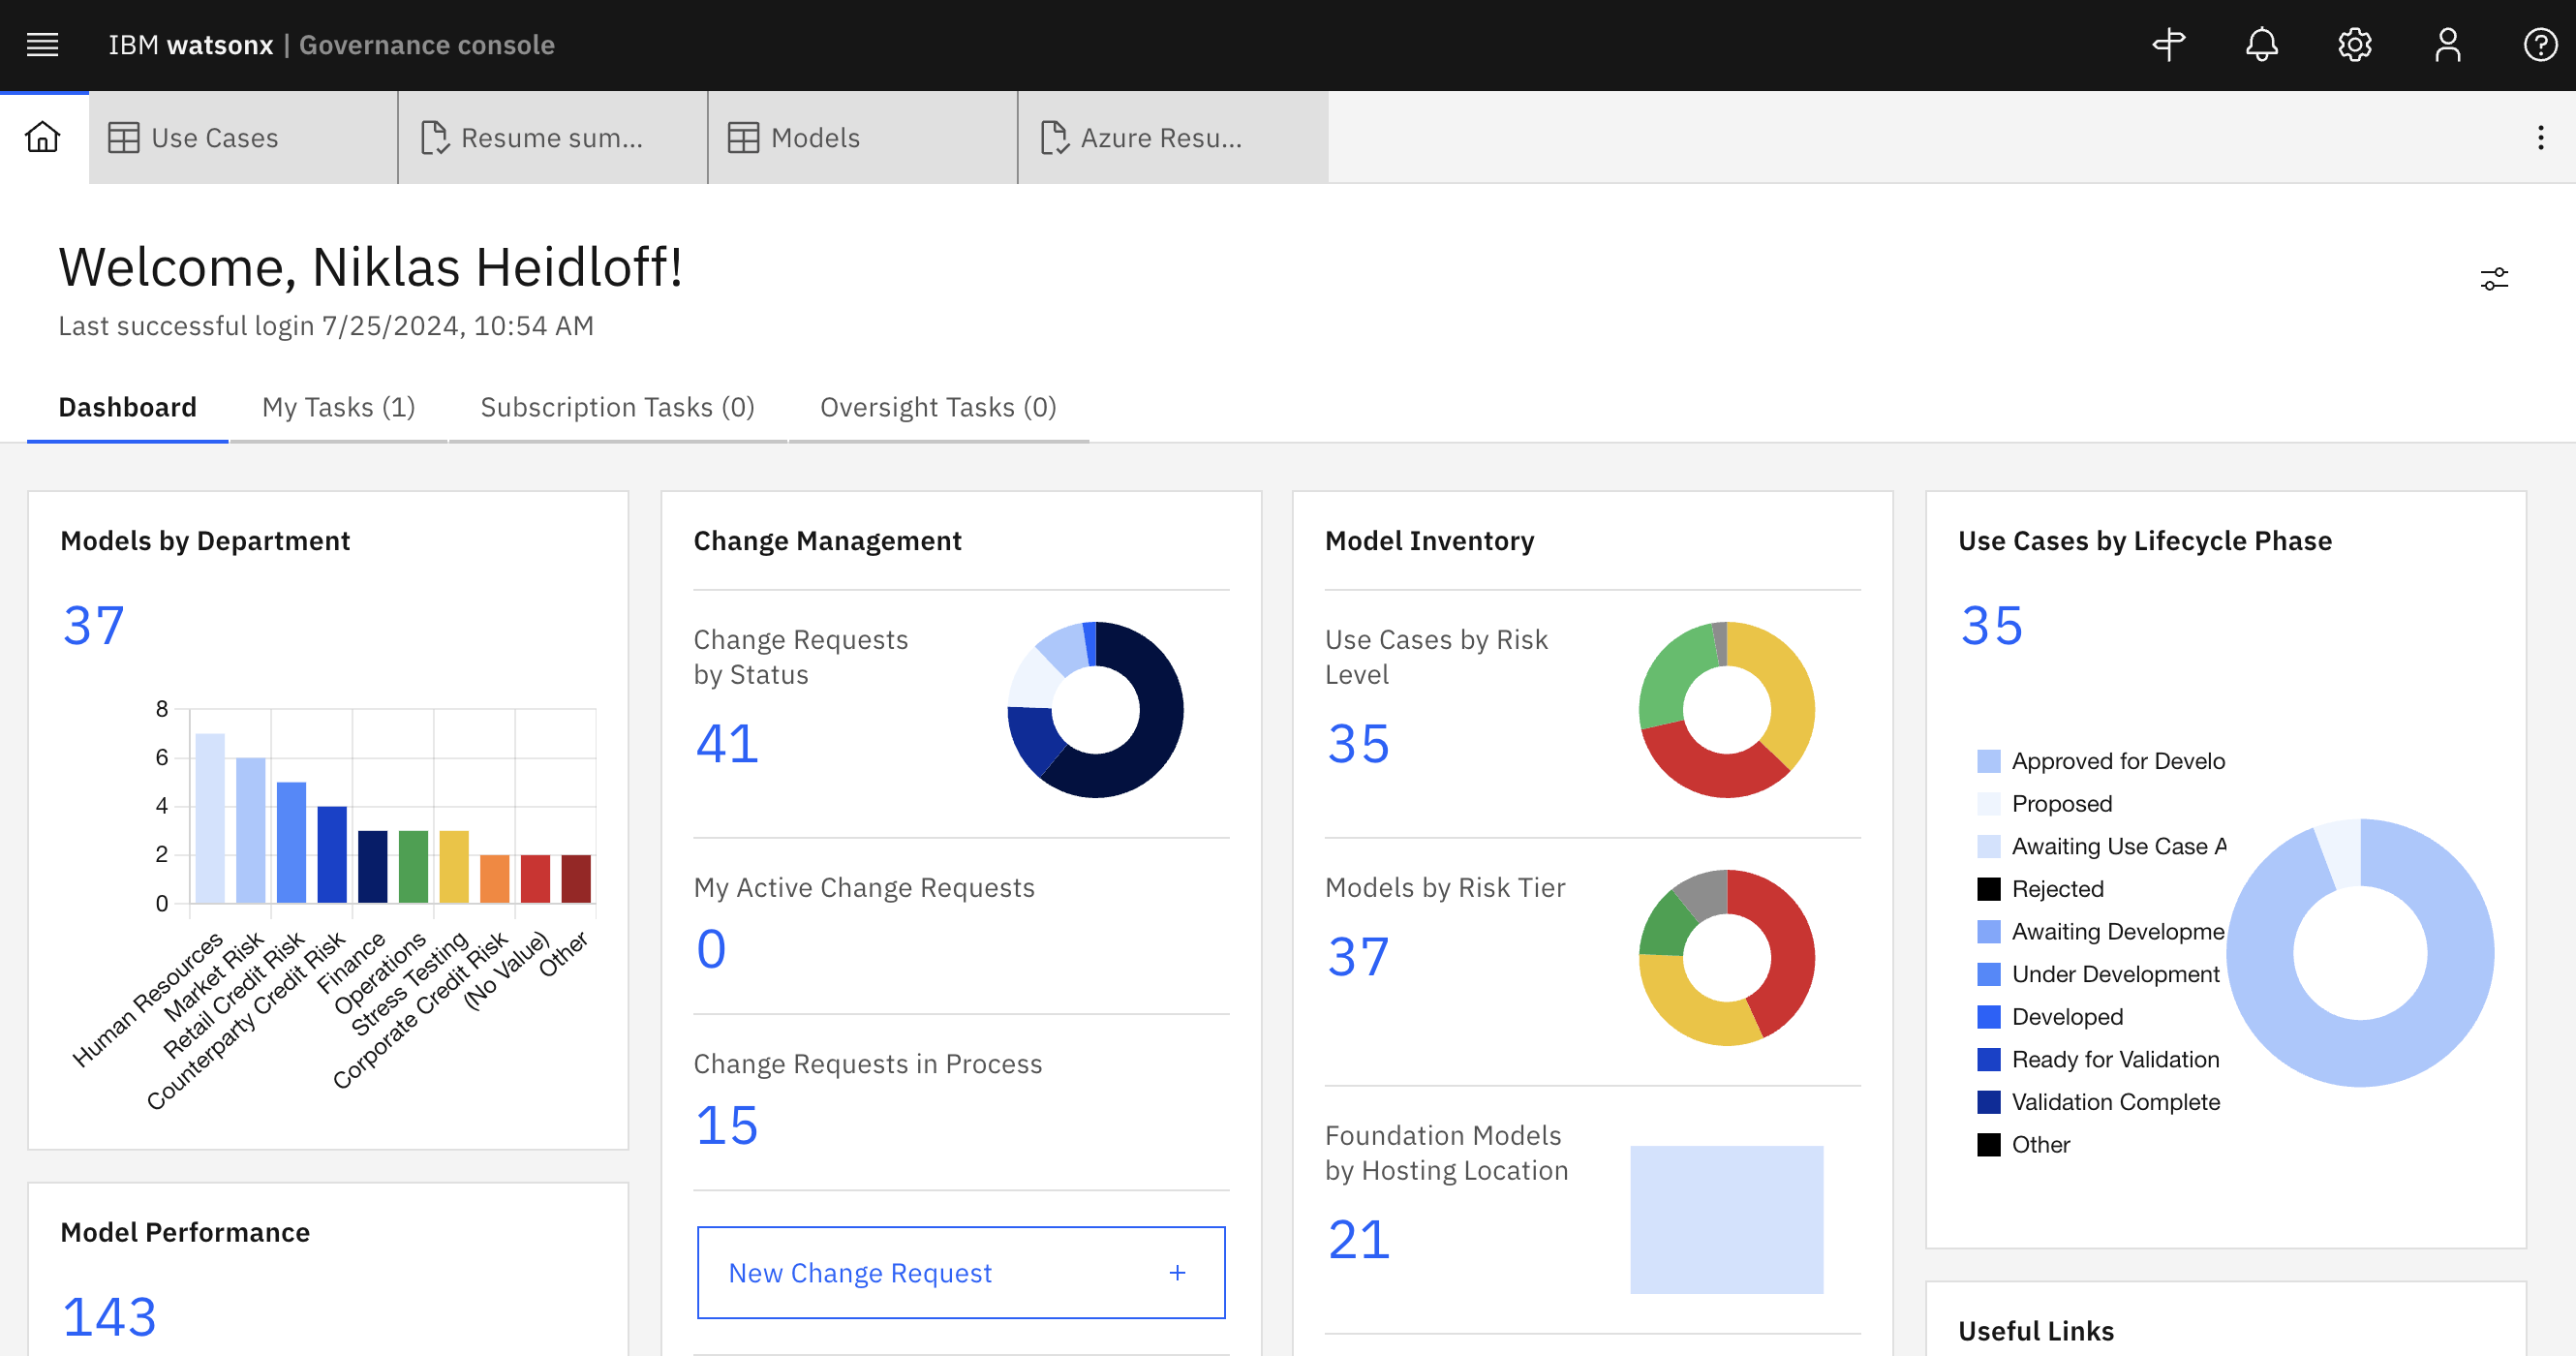 IBM watsonx | Governance console
Use Cases
Resume sum...
Models
Azure Resu...
Welcome, Niklas Heidloff!
Last successful login 7/25/2024, 10:54 AM
Dashboard
My Tasks (1)
Subscription Tasks (0)
Oversight Tasks (0)
Models by Department
37
8
6
4
2
0
Human Resources
Market Risk
Retail Credit Risk
Counterparty Credit Risk
Finance
Operations
Stress Testing
Corporate Credit Risk
(No Value)
Other
Model Performance
143
Change Management
Change Requests
by Status
41
My Active Change Requests
0
Change Requests in Process
15
New Change Request +
Model Inventory
Use Cases by Risk
Level
35
Models by Risk Tier
37
Foundation Models
by Hosting Location
21
Use Cases by Lifecycle Phase
35
Approved for Develo
Proposed
Awaiting Use Case A
Rejected
Awaiting Developme
Under Development
Developed
Ready for Validation
Validation Complete
Other
Useful Links